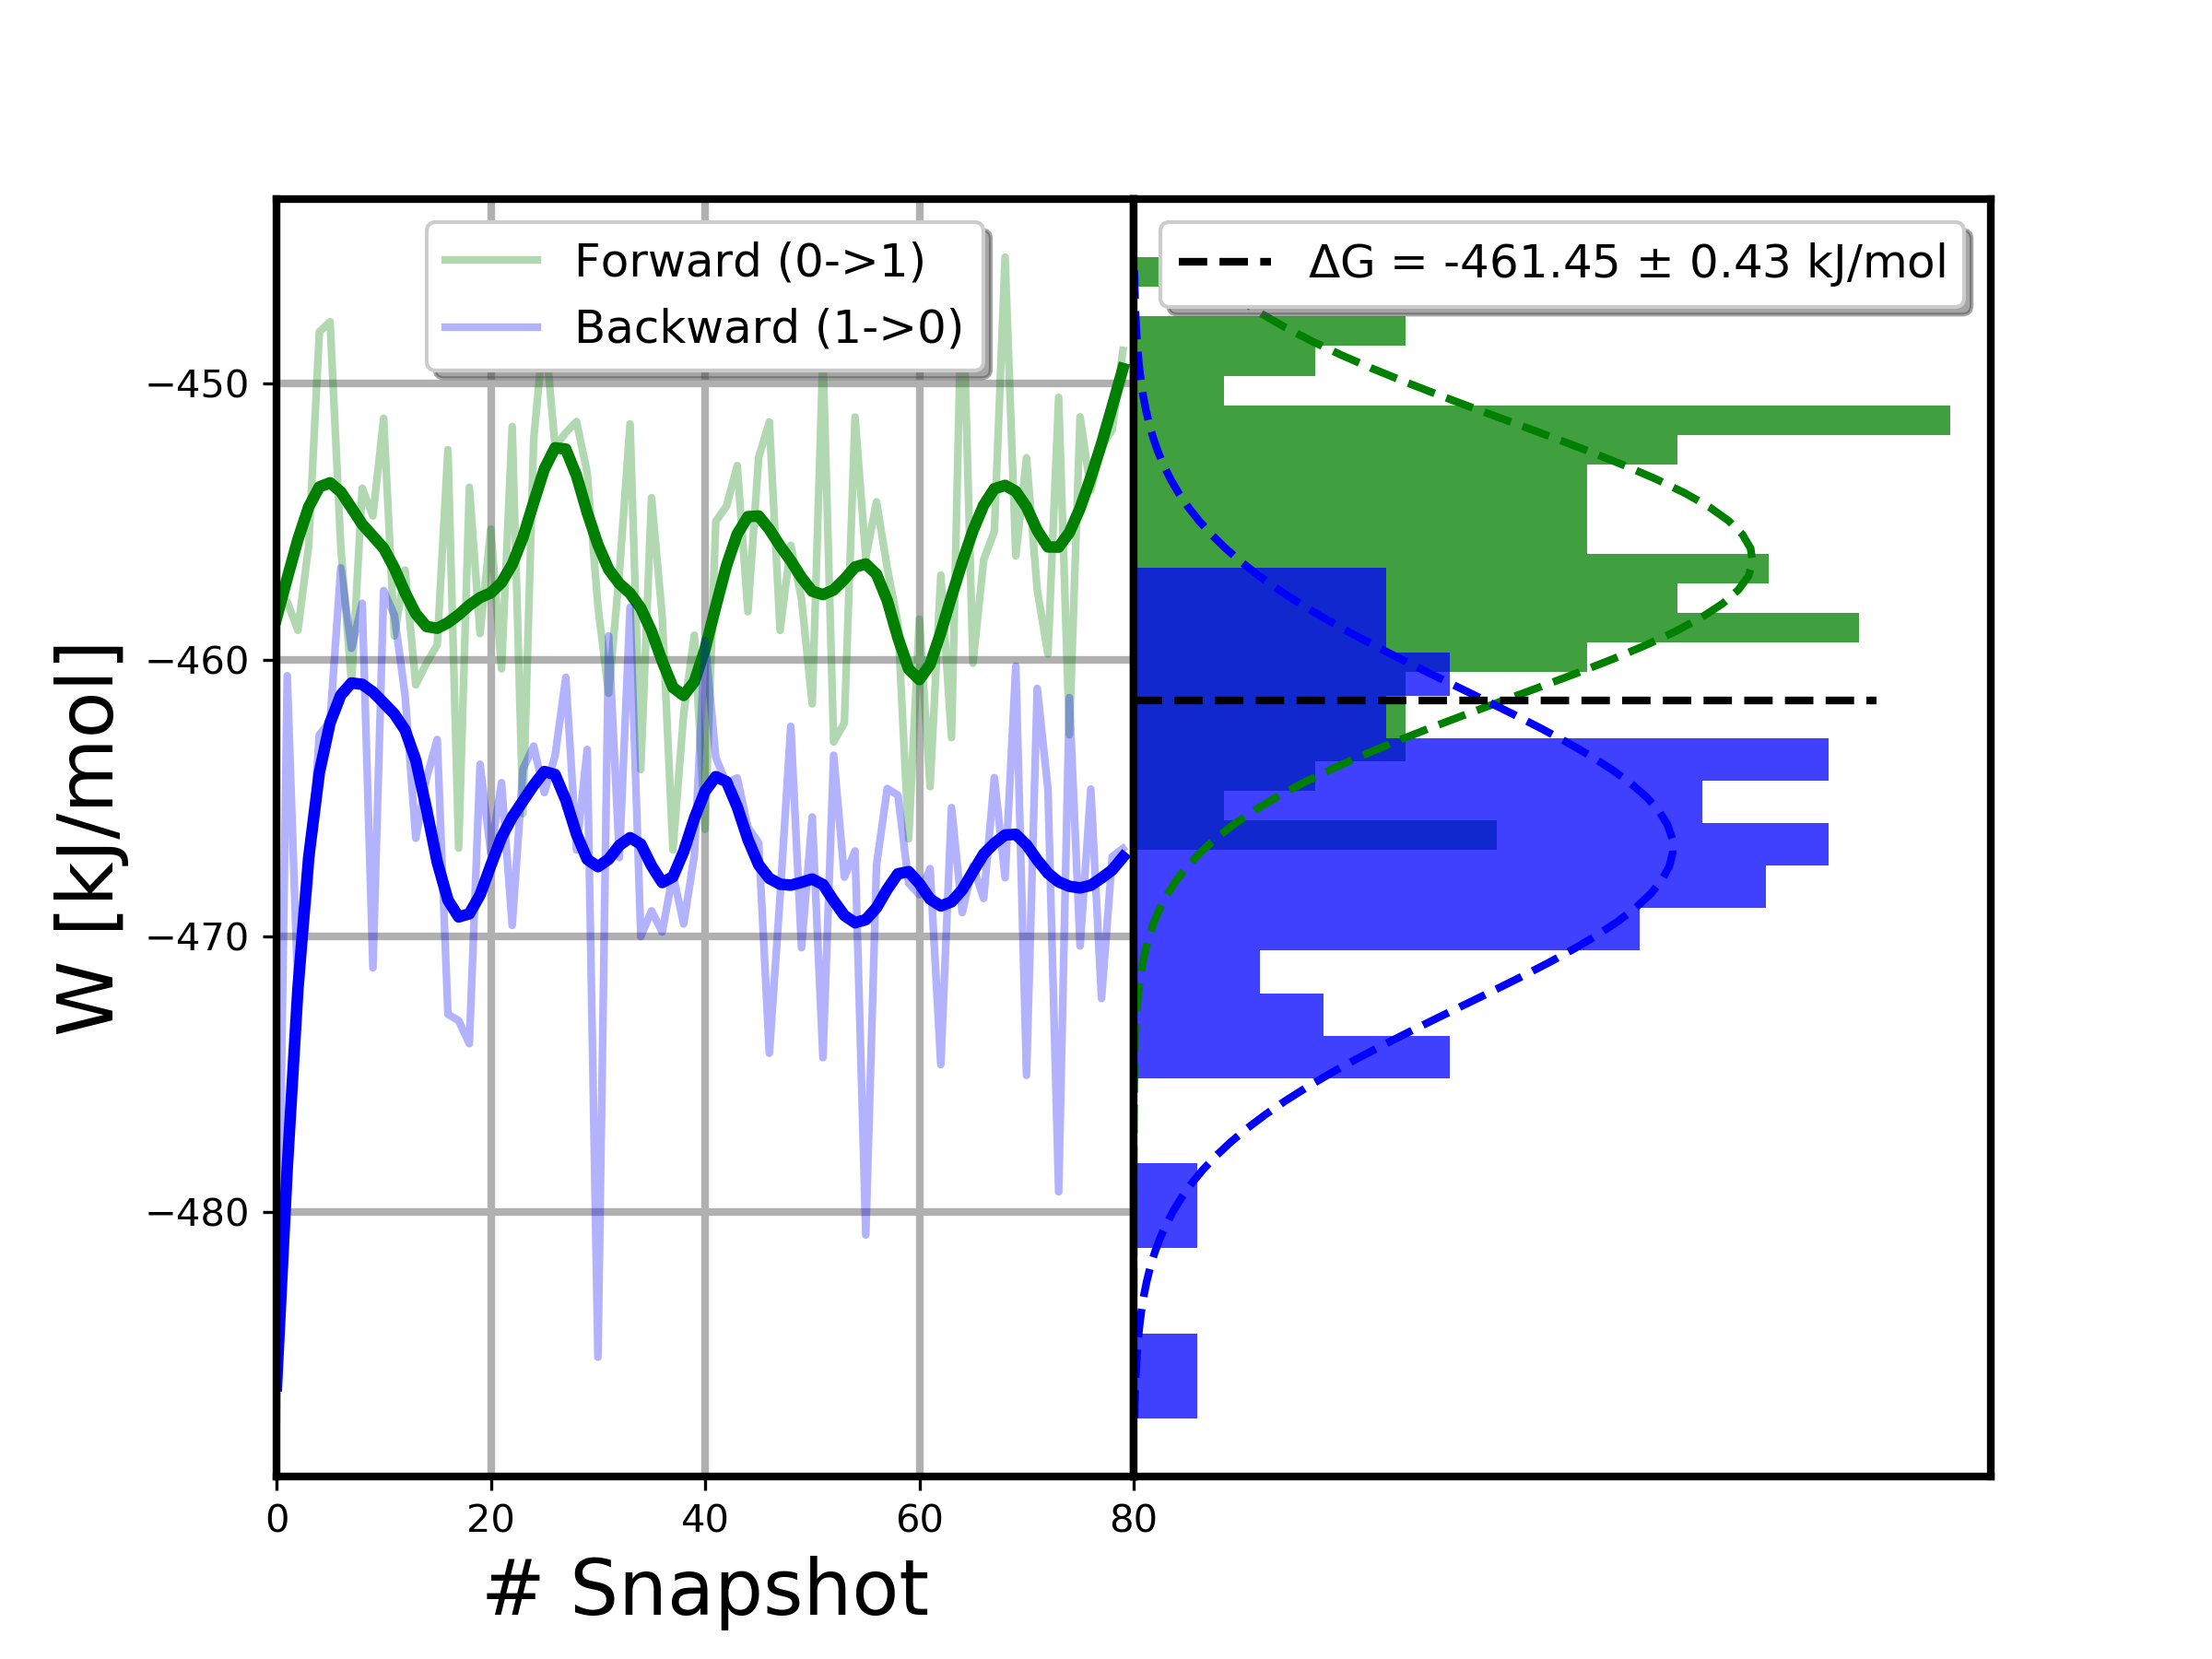 Forward (0->1)
Backward (1->0)
ΔG = -461.45 ± 0.43 kJ/mol
W [kJ/mol]
−450
−460
−470
−480
0 20 40 60 80
# Snapshot